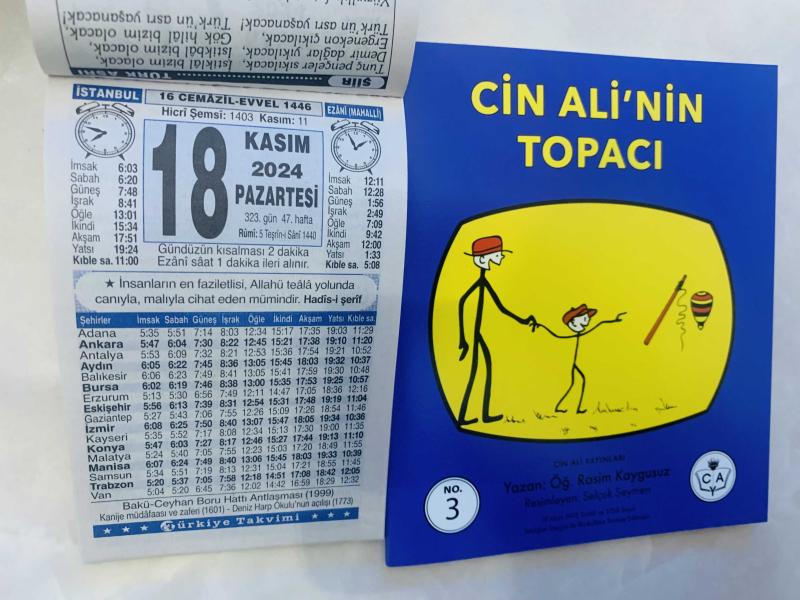 Tunç pençeler sıkılacak, İstiklâl bizim olacak,
Demir dağlar yıkılacak, İstikbâl bizim olacak,
Ergenekon çıkılacak, Gök hilal bizim olacak,
Türk'ün asrı yaşanacak! Türk'ün asrı yaşanacak!
ŞİİR TÜRK ASRI
İSTANBUL
16 CEMÂZİL-EVVEL 1446
Hicrî Şemsî: 1403 Kasım: 11
EZÂNÎ (MAHALLÎ)
18
KASIM
2024
PAZARTESİ
323. gün 47. hafta
Rûmî: 5 Teşrîn-i Sânî 1440
İmsak 6:03
Sabah 6:20
Güneş 7:48
İşrak 8:41
Öğle 13:01
İkindi 15:34
Akşam 17:51
Yatsı 19:24
Kıble sa. 11:00
İmsak 12:11
Sabah 12:28
Güneş 1:56
İşrak 2:49
Öğle 7:09
İkindi 9:42
Akşam 12:00
Yatsı 1:33
Kıble sa. 5:08
Gündüzün kısalması 2 dakika
Ezânî sâat 1 dakika ileri alınır.
★ İnsanların en faziletlisi, Allahü teâlâ yolunda
canıyla, malıyla cihat eden mümindir. Hadîs-i şerîf
Şehirler İmsak Sabah Güneş İşrak Öğle İkindi Akşam Yatsı Kıble sa.
Adana 5:35 5:51 7:14 8:03 12:34 15:17 17:35 19:03 11:29
Ankara 5:47 6:04 7:30 8:22 12:45 15:21 17:38 19:10 11:20
Antalya 5:53 6:09 7:32 8:21 12:53 15:36 17:54 19:21 10:52
Aydın 6:05 6:22 7:45 8:36 13:05 15:45 18:03 19:32 10:37
Balıkesir 6:06 6:23 7:49 8:41 13:05 15:41 17:59 19:30 10:48
Bursa 6:02 6:19 7:46 8:38 13:00 15:35 17:53 19:25 10:57
Erzurum 5:13 5:30 6:56 7:49 12:11 14:47 17:05 18:36 12:16
Eskişehir 5:56 6:13 7:39 8:31 12:54 15:31 17:48 19:19 11:04
Gaziantep 5:27 5:43 7:06 7:55 12:26 15:09 17:26 18:54 11:46
İzmir 6:08 6:25 7:50 8:40 13:07 15:47 18:05 19:34 10:36
Kayseri 5:35 5:52 7:17 8:08 12:34 15:13 17:30 19:00 11:35
Konya 5:47 6:03 7:27 8:17 12:46 15:27 17:44 19:13 11:10
Malatya 5:24 5:40 7:05 7:55 12:23 15:03 17:20 18:49 11:55
Manisa 6:07 6:24 7:49 8:40 13:06 15:45 18:03 19:33 10:39
Samsun 5:34 5:51 7:19 8:13 12:31 15:04 17:21 18:55 11:45
Trabzon 5:20 5:37 7:05 7:58 12:18 14:51 17:08 18:42 12:05
Van 5:04 5:20 6:45 7:36 12:02 14:42 16:59 18:29 12:32
Bakü-Ceyhan Boru Hattı Antlaşması (1999)
Kanije müdâfaası ve zaferi (1601) - Deniz Harp Okulu'nun açılışı (1773)
Türkiye Takvimi
CİN ALİ'NİN
TOPACI
CİN ALİ YAYINLARI
Yazan: Öğ. Rasim Kaygusuz
Resimleyen: Selçuk Seymen
NO.
3
C A
Y